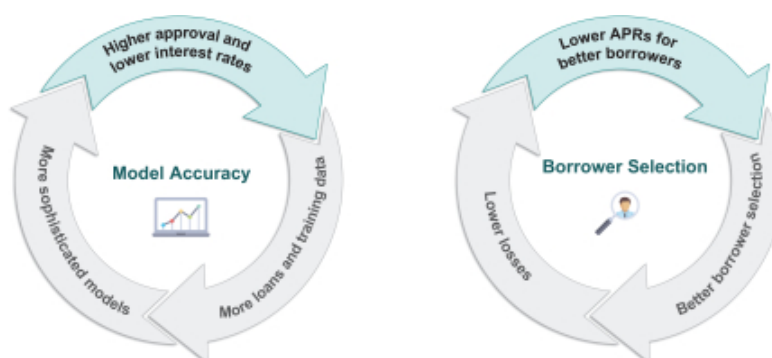 Higher approval and
lower interest rates
Model Accuracy
More loans and training data
More sophisticated models
Lower APRs for
better borrowers
Borrower Selection
Better borrower selection
Lower losses